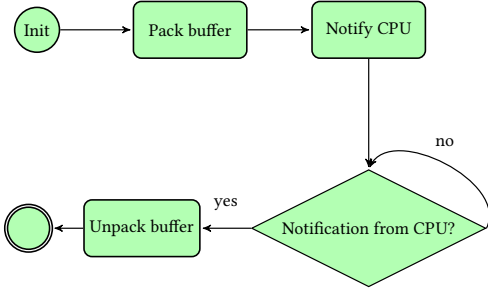 Init
Pack buffer
Notify CPU
no
yes
Unpack buffer
Notification from CPU?